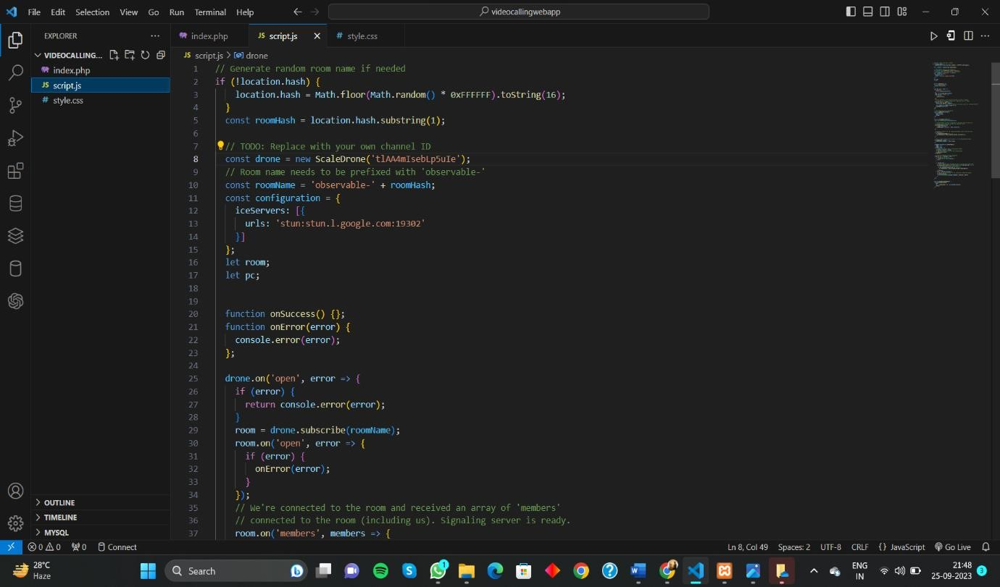 File Edit Selection View Go Run Terminal Help
videocallingwebapp
EXPLORER
VIDEOCALLING...
index.php
script.js
style.css
OUTLINE
TIMELINE
MYSQL
index.php
JS script.js
# style.css
JS script.js > drone
1 // Generate random room name if needed
2 if (!location.hash) {
3 location.hash = Math.floor(Math.random() * 0xFFFFFF).toString(16);
4 }
5 const roomHash = location.hash.substring(1);
6
7 // TODO: Replace with your own channel ID
8 const drone = new ScaleDrone('tlAA4mIsebLp5uIe');
9 // Room name needs to be prefixed with 'observable-'
10 const roomName = 'observable-' + roomHash;
11 const configuration = {
12 iceServers: [{
13 urls: 'stun:stun.l.google.com:19302'
14 }]
15 };
16 let room;
17 let pc;
18
19
20 function onSuccess() {};
21 function onError(error) {
22 console.error(error);
23 };
24
25 drone.on('open', error => {
26 if (error) {
27 return console.error(error);
28 }
29 room = drone.subscribe(roomName);
30 room.on('open', error => {
31 if (error) {
32 onError(error);
33 }
34 });
35 // We're connected to the room and received an array of 'members'
36 // connected to the room (including us). Signaling server is ready.
37 room.on('members', members => {
0 0 0 Connect
Ln 8, Col 49 Spaces: 2 UTF-8 CRLF {} JavaScript Go Live
28°C
Haze
Search
1
ENG
IN
21:48
25-09-2023
3